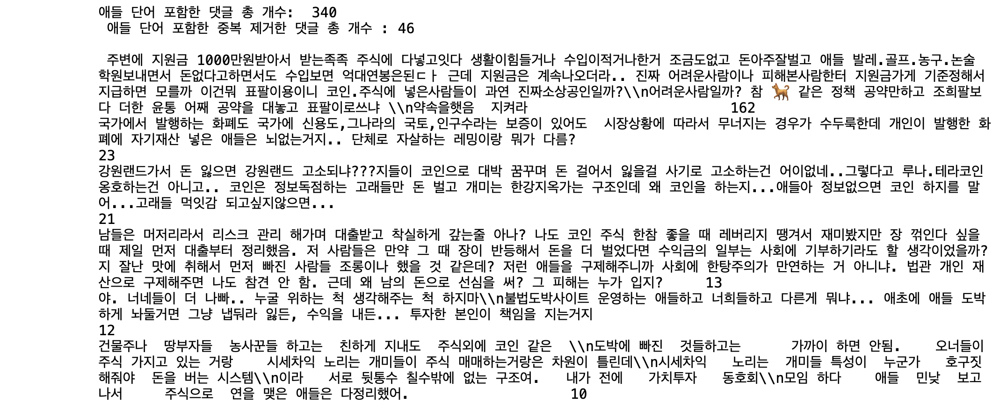 애들 단어 포함한 댓글 총 개수:  340
애들 단어 포함한 중복 제거한 댓글 총 개수 : 46
주변에 지원금 1000만원받아서 받는족족 주식에 다넣고잇다 생활이힘들거나 수입이적거나한거 조금도없고 돈아주잘벌고 애들 발레.골프.농구.논술
학원보내면서 돈없다고하면서도 수입보면 억대연봉은된ㄷㅏ 근데 지원금은 계속나오더라.. 진짜 어려운사람이나 피해본사람한터 지원금가게 기준정해서
지급하면 모를까 이건뭐 표팔이용이니 코인.주식에 넣은사람들이 과연 진짜소상공인일까?\\n어려운사람일까? 참 🐕 같은 정책 공약만하고 조희팔보
다 더한 윤통 어째 공약을 대놓고 표팔이로쓰냐 \\n약속을햇음  지켜라 162
국가에서 발행하는 화폐도 국가에 신용도,그나라의 국토,인구수라는 보증이 있어도  시장상황에 따라서 무너지는 경우가 수두룩한데 개인이 발행한 화
폐에 자기재산 넣은 애들은 뇌없는거지.. 단체로 자살하는 레밍이랑 뭐가 다름?
23
강원랜드가서 돈 잃으면 강원랜드 고소되냐???지들이 코인으로 대박 꿈꾸며 돈 걸어서 잃을걸 사기로 고소하는건 어이없네..그렇다고 루나.테라코인
옹호하는건 아니고.. 코인은 정보독점하는 고래들만 돈 벌고 개미는 한강지옥가는 구조인데 왜 코인을 하는지...애들아 정보없으면 코인 하지를 말
어...고래들 먹잇감 되고싶지않으면...
21
남들은 머저리라서 리스크 관리 해가며 대출받고 착실하게 갚는줄 아나? 나도 코인 주식 한참 좋을 때 레버리지 땡겨서 재미봤지만 장 꺾인다 싶을
때 제일 먼저 대출부터 정리했음. 저 사람들은 만약 그 때 장이 반등해서 돈을 더 벌었다면 수익금의 일부는 사회에 기부하기라도 할 생각이었을까?
지 잘난 맛에 취해서 먼저 빠진 사람들 조롱이나 했을 것 같은데? 저런 애들을 구제해주니까 사회에 한탕주의가 만연하는 거 아니냐. 법관 개인 재
산으로 구제해주면 나도 참견 안 함. 근데 왜 남의 돈으로 선심을 써? 그 피해는 누가 입지? 13
야. 너네들이 더 나빠.. 누굴 위하는 척 생각해주는 척 하지마\\n불법도박사이트 운영하는 애들하고 너희들하고 다른게 뭐냐... 애초에 애들 도박
하게 놔둘거면 그냥 냅둬라 잃든, 수익을 내든... 투자한 본인이 책임을 지는거지
12
건물주나  땅부자들  농사꾼들 하고는  친하게 지내도  주식외에 코인 같은  \\n도박에 빠진  것들하고는  가까이 하면 안됨.  오너들이
주식 가지고 있는 거랑  시세차익 노리는 개미들이 주식 매매하는거랑은 차원이 틀린데\\n시세차익  노리는  개미들 특성이  누군가  호구짓
해줘야  돈을 버는 시스템\\n이라  서로 뒷통수 칠수밖에 없는 구조여.  내가 전에  가치투자  동호회\\n모임 하다  애들  민낯  보고
나서  주식으로  연을 맺은 애들은 다정리했어. 10